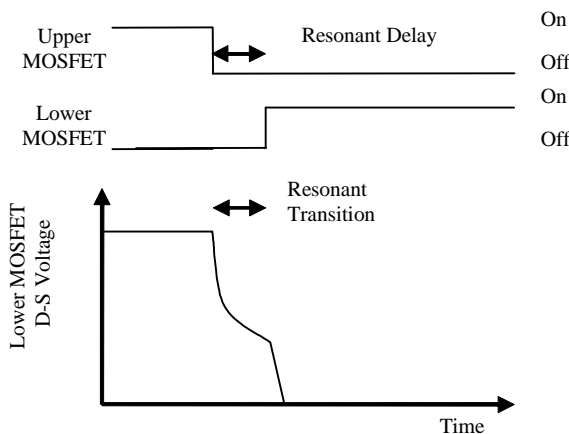 Upper
MOSFET
Resonant Delay
On
Off
Lower
MOSFET
On
Off
Resonant
Transition
Lower MOSFET
D-S Voltage
Time